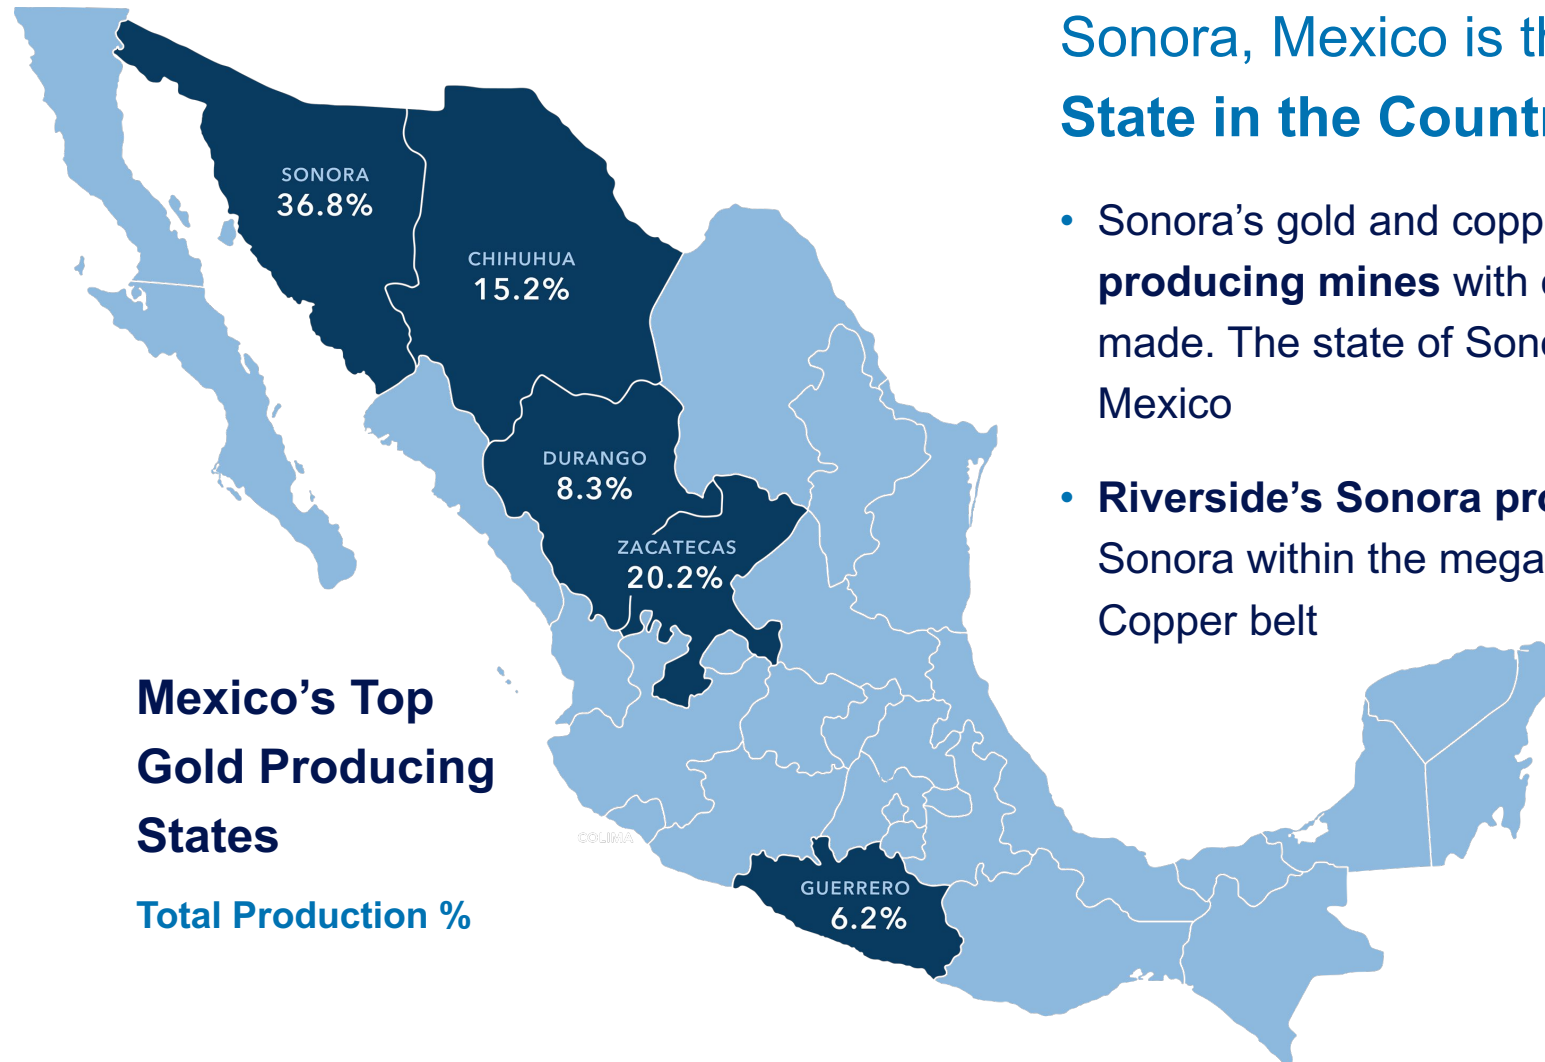 Sonora, Mexico is th
State in the Countr
• Sonora’s gold and copp
producing mines with
made. The state of Son
Mexico
• Riverside’s Sonora pro
Sonora within the mega
Copper belt
SONORA
36.8%
CHIHUHUA
15.2%
DURANGO
8.3%
ZACATECAS
20.2%
Mexico’s Top
Gold Producing
States
Total Production %
COLIMA
GUERRERO
6.2%